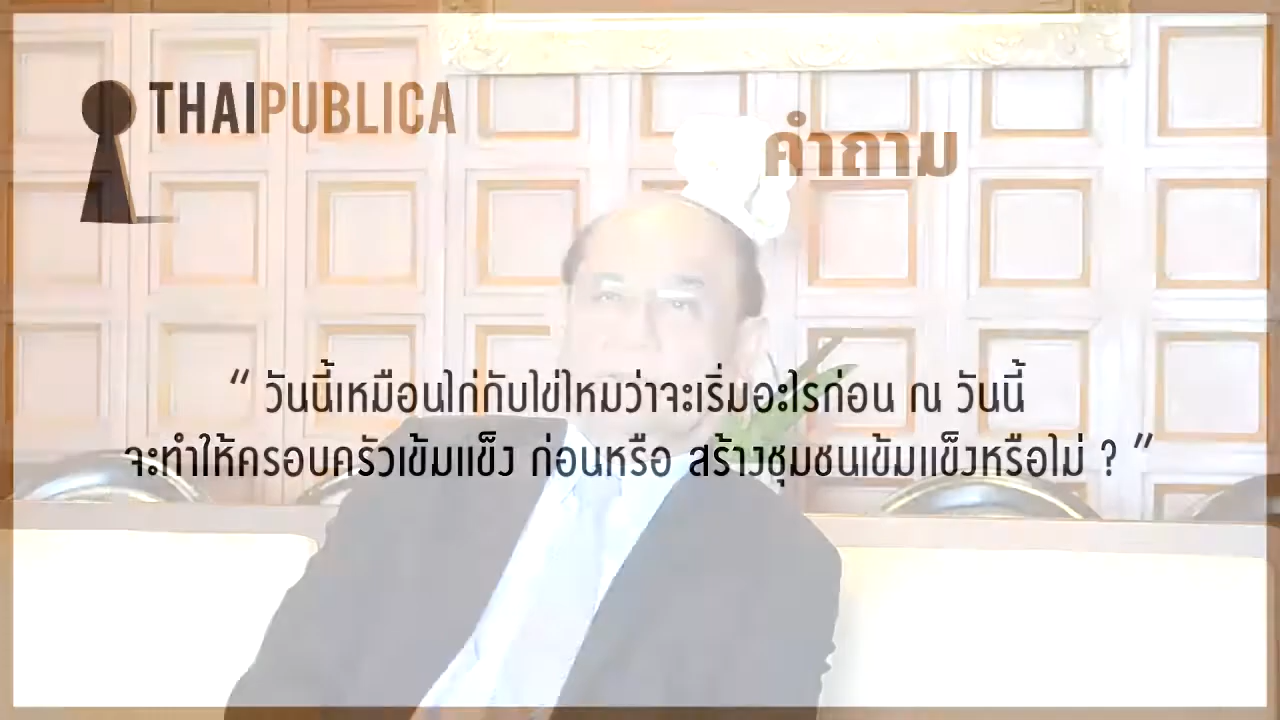 THAIPUBLICA
คำถาม
“ วันนี้เหมือนไก่กับไข่ไหมว่าจะเริ่มอะไรก่อน ณ วันนี้
จะทำให้ครอบครัวเข้มแข็ง ก่อนหรือ สร้างชุมชนเข้มแข็งหรือไม่ ? ”